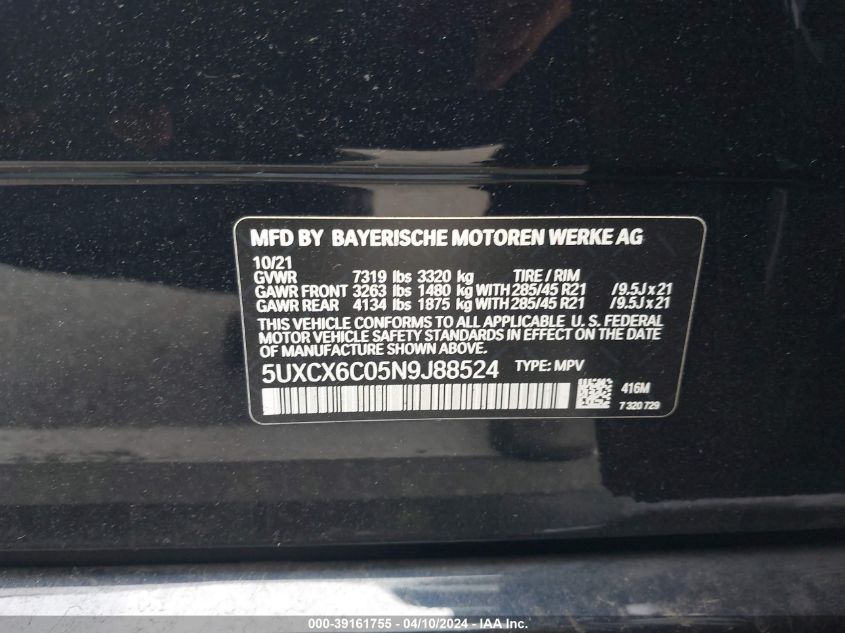 MFD BY BAYERISCHE MOTOREN WERKE AG
10/21
GVWR 7319 lbs 3320 kg TIRE / RIM
GAWR FRONT 3263 lbs 1480 kg WITH 285/45 R21 /9.5J x 21
GAWR REAR 4134 lbs 1875 kg WITH 285/45 R21 /9.5J x 21
THIS VEHICLE CONFORMS TO ALL APPLICABLE U. S. FEDERAL
MOTOR VEHICLE SAFETY STANDARDS IN EFFECT ON THE DATE
OF MANUFACTURE SHOWN ABOVE.
5UXCX6C05N9J88524 TYPE: MPV
416M
7 320 729
000-39161755 - 04/10/2024 - IAA Inc.